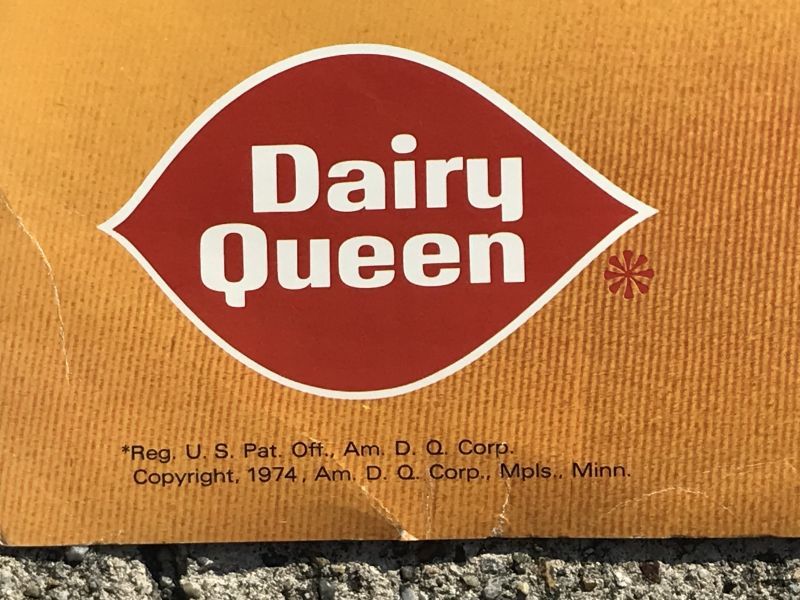 Dairy
Queen
*
*Reg. U. S. Pat. Off., Am. D. Q. Corp.
Copyright, 1974, Am. D. Q. Corp., Mpls., Minn.